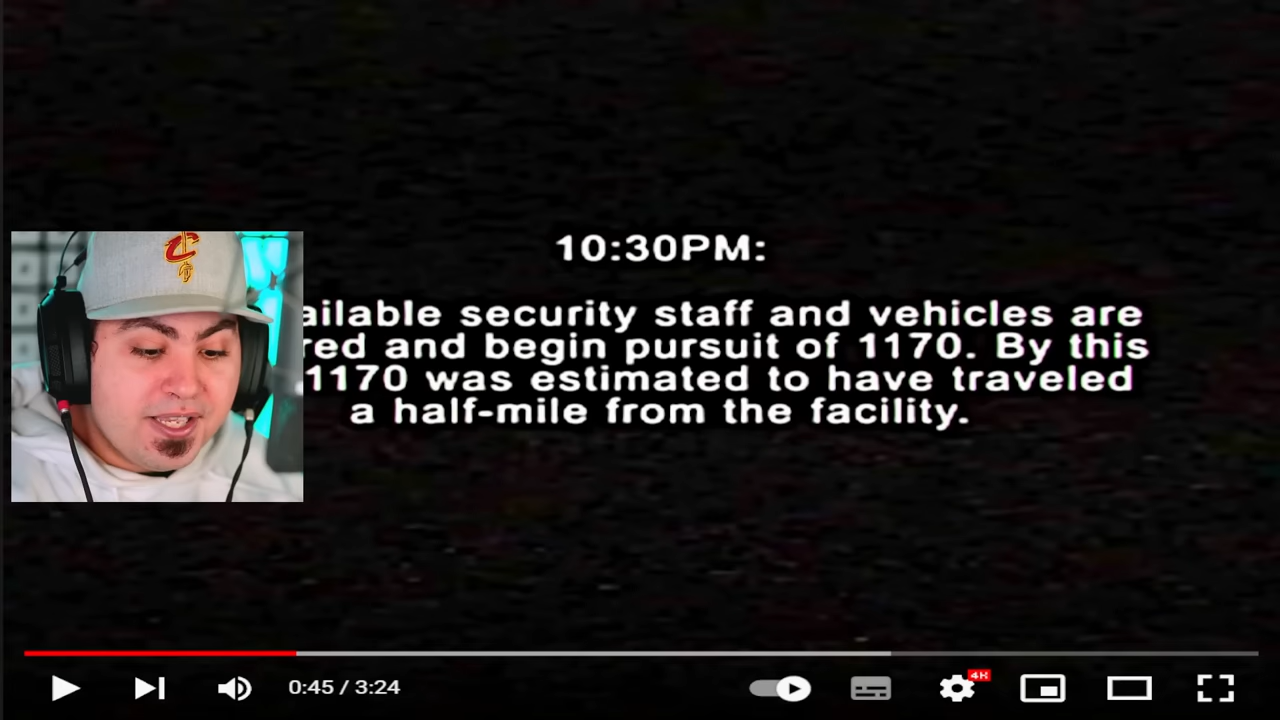 10:30PM:
ailable security staff and vehicles are
red and begin pursuit of 1170. By this
1170 was estimated to have traveled
a half-mile from the facility.
C
0:45 / 3:24
4K